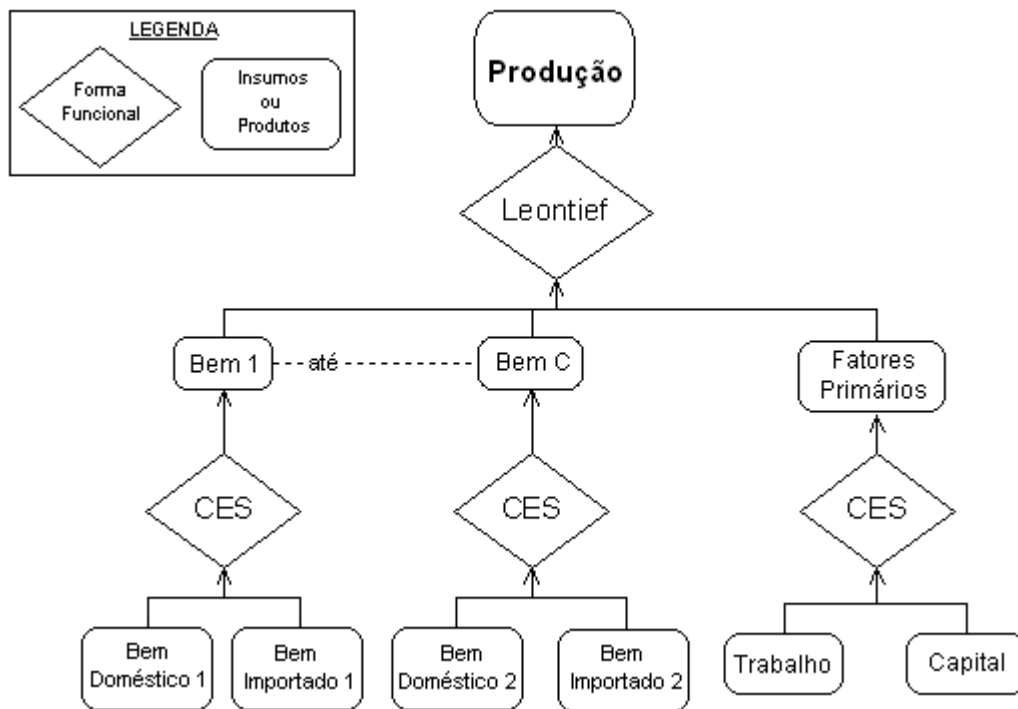 LEGENDA
Forma
Funcional
Insumos
ou
Produtos
Produção
Leontief
Bem 1
até
Bem C
Fatores
Primários
CES
CES
CES
Bem
Doméstico 1
Bem
Importado 1
Bem
Doméstico 2
Bem
Importado 2
Trabalho
Capital